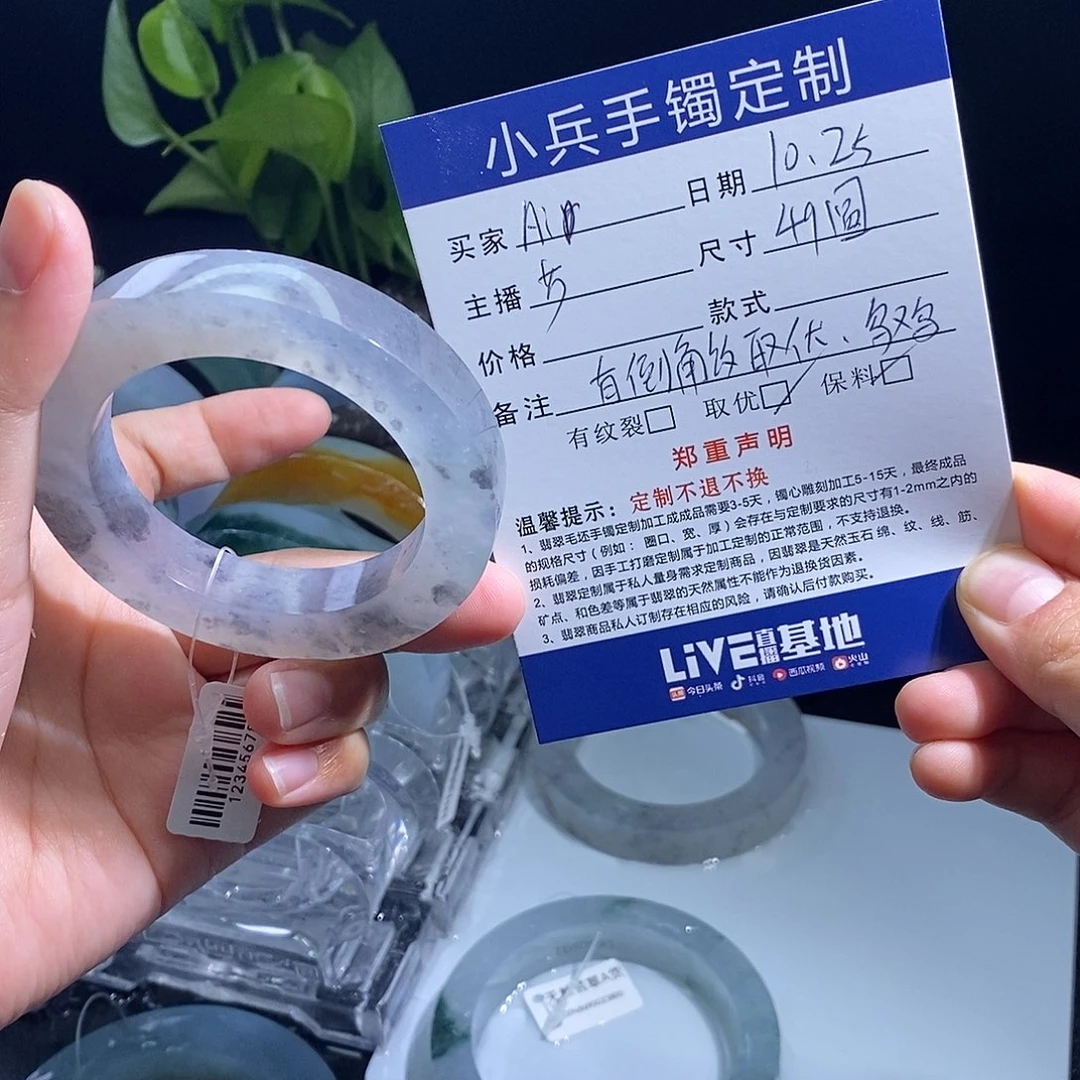 小兵手镯定制
买家 Air 日期 10.25
主播 芳 尺寸 49圆
价格 款式
备注 有倒角纹取优、
有纹裂 取优 保料
郑重声明
温馨提示：定制不退不换
1、翡翠毛坯手镯定制加工成成品需要3-5天，镯心雕刻加工5-15天，最终成品
的规格尺寸（例如：圈口、宽、厚）会存在与定制要求的尺寸有1-2mm之内的
损耗偏差，因手工打磨定制属于加工定制的正常范围，不支持退换。
2、翡翠定制属于私人量身需求定制商品，因翡翠是天然玉石 绵、纹、线、筋、
矿点、和色差等属于翡翠的天然属性不能作为退换货因素。
3、翡翠商品私人订制存在相应的风险，请确认后付款购买。
LiVE直播基地
头条 今日头条 抖音 西瓜视频 火山
1234567